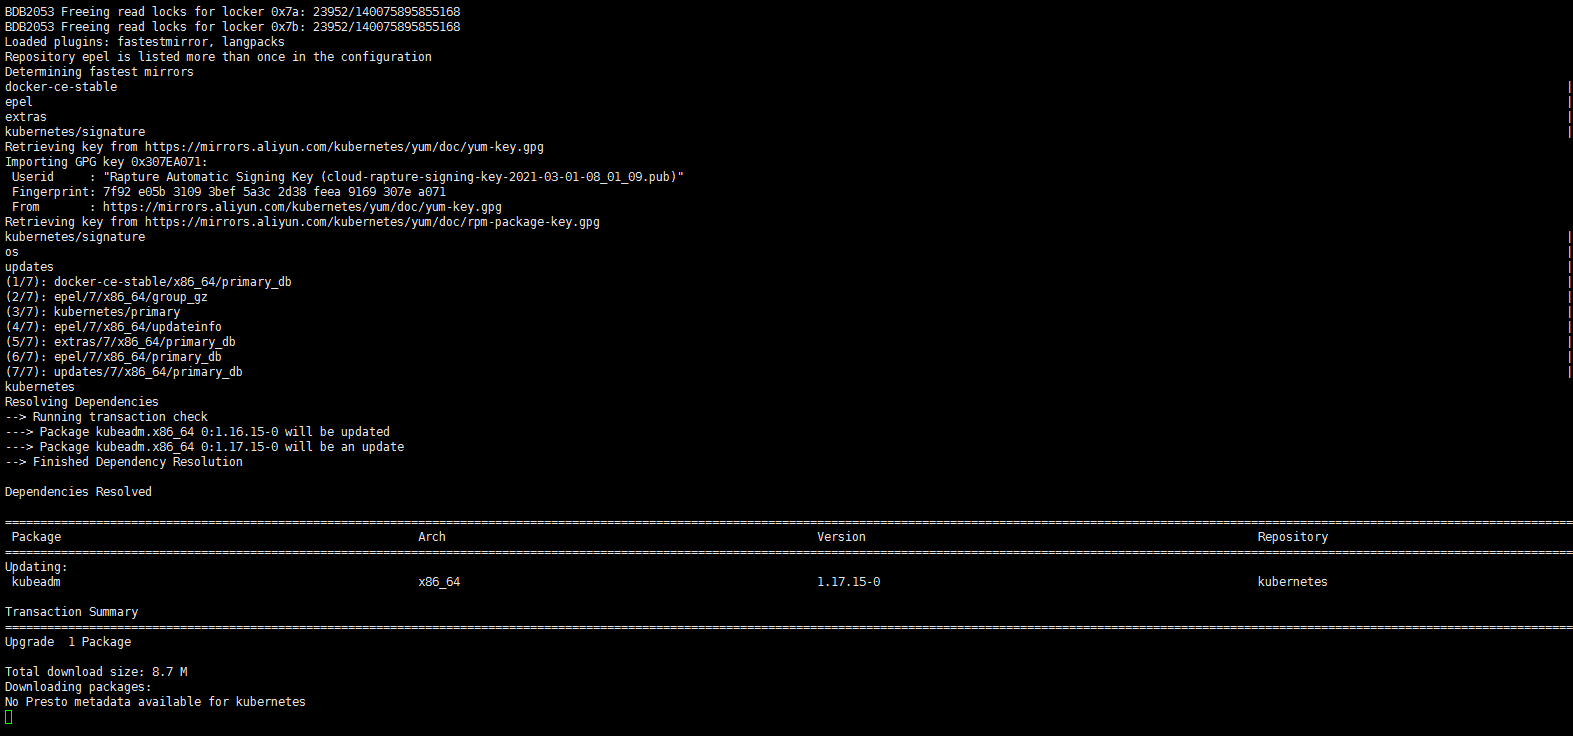 BDB2053 Freeing read locks for locker 0x7a: 23952/140075895855168
BDB2053 Freeing read locks for locker 0x7b: 23952/140075895855168
Loaded plugins: fastestmirror, langpacks
Repository epel is listed more than once in the configuration
Determining fastest mirrors
docker-ce-stable |
epel |
extras |
kubernetes/signature |
Retrieving key from https://mirrors.aliyun.com/kubernetes/yum/doc/yum-key.gpg
Importing GPG key 0x307EA071:
 Userid     : "Rapture Automatic Signing Key (cloud-rapture-signing-key-2021-03-01-08_01_09.pub)"
 Fingerprint: 7f92 e05b 3109 3bef 5a3c 2d38 feea 9169 307e a071
 From       : https://mirrors.aliyun.com/kubernetes/yum/doc/yum-key.gpg
Retrieving key from https://mirrors.aliyun.com/kubernetes/yum/doc/rpm-package-key.gpg
kubernetes/signature |
os |
updates |
(1/7): docker-ce-stable/x86_64/primary_db |
(2/7): epel/7/x86_64/group_gz |
(3/7): kubernetes/primary |
(4/7): epel/7/x86_64/updateinfo |
(5/7): extras/7/x86_64/primary_db |
(6/7): epel/7/x86_64/primary_db |
(7/7): updates/7/x86_64/primary_db |
kubernetes
Resolving Dependencies
--> Running transaction check
---> Package kubeadm.x86_64 0:1.16.15-0 will be updated
---> Package kubeadm.x86_64 0:1.17.15-0 will be an update
--> Finished Dependency Resolution
Dependencies Resolved
 Package Arch Version Repository
Updating:
 kubeadm x86_64 1.17.15-0 kubernetes
Transaction Summary
Upgrade  1 Package
Total download size: 8.7 M
Downloading packages:
No Presto metadata available for kubernetes